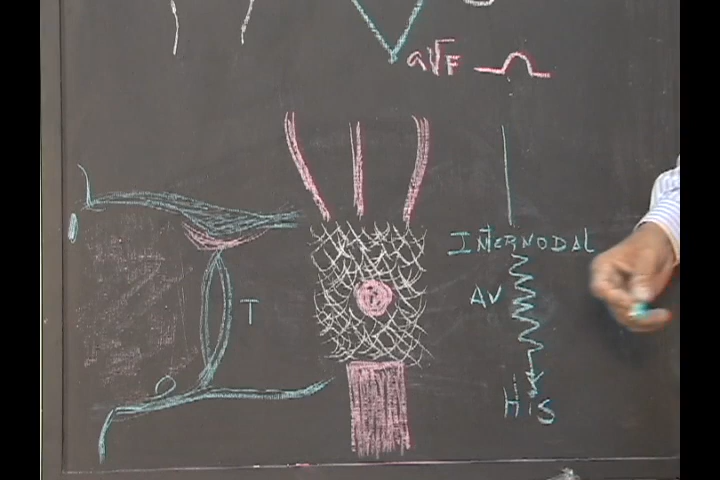 aVF
INTERNODAL
AV
T
HIS